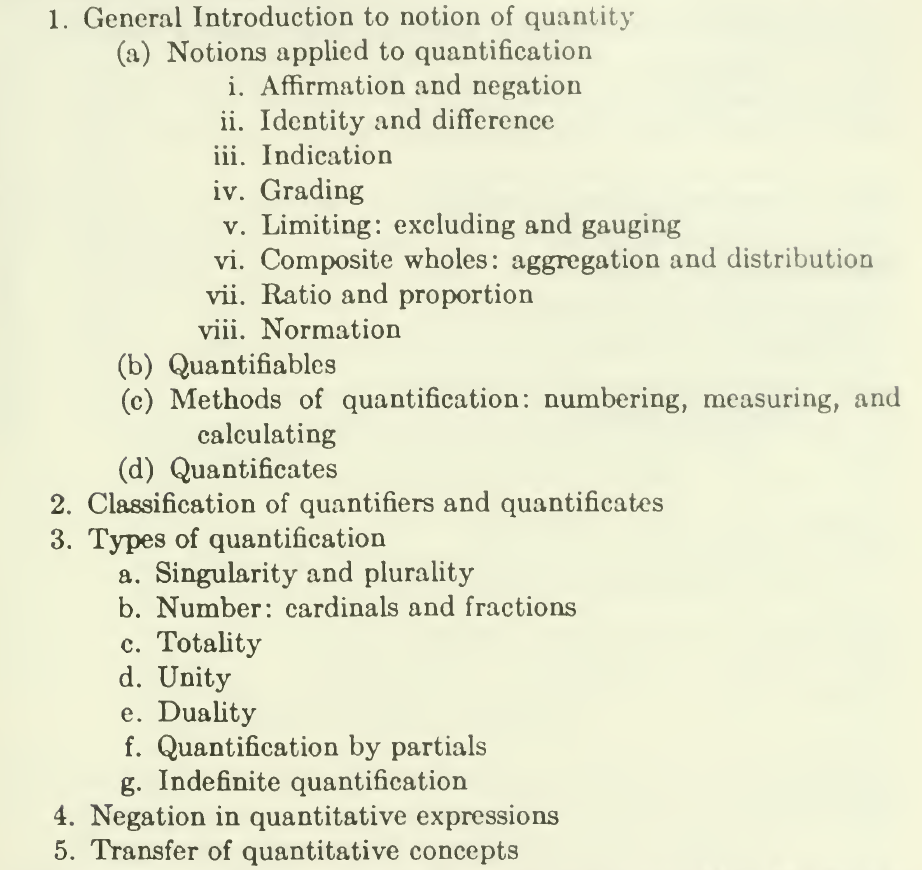 1. General Introduction to notion of quantity
(a) Notions applied to quantification
i. Affirmation and negation
ii. Identity and difference
iii. Indication
iv. Grading
v. Limiting: excluding and gauging
vi. Composite wholes: aggregation and distribution
vii. Ratio and proportion
viii. Normation
(b) Quantifiables
(c) Methods of quantification: numbering, measuring, and
calculating
(d) Quantificates
2. Classification of quantifiers and quantificates
3. Types of quantification
a. Singularity and plurality
b. Number: cardinals and fractions
c. Totality
d. Unity
e. Duality
f. Quantification by partials
g. Indefinite quantification
4. Negation in quantitative expressions
5. Transfer of quantitative concepts